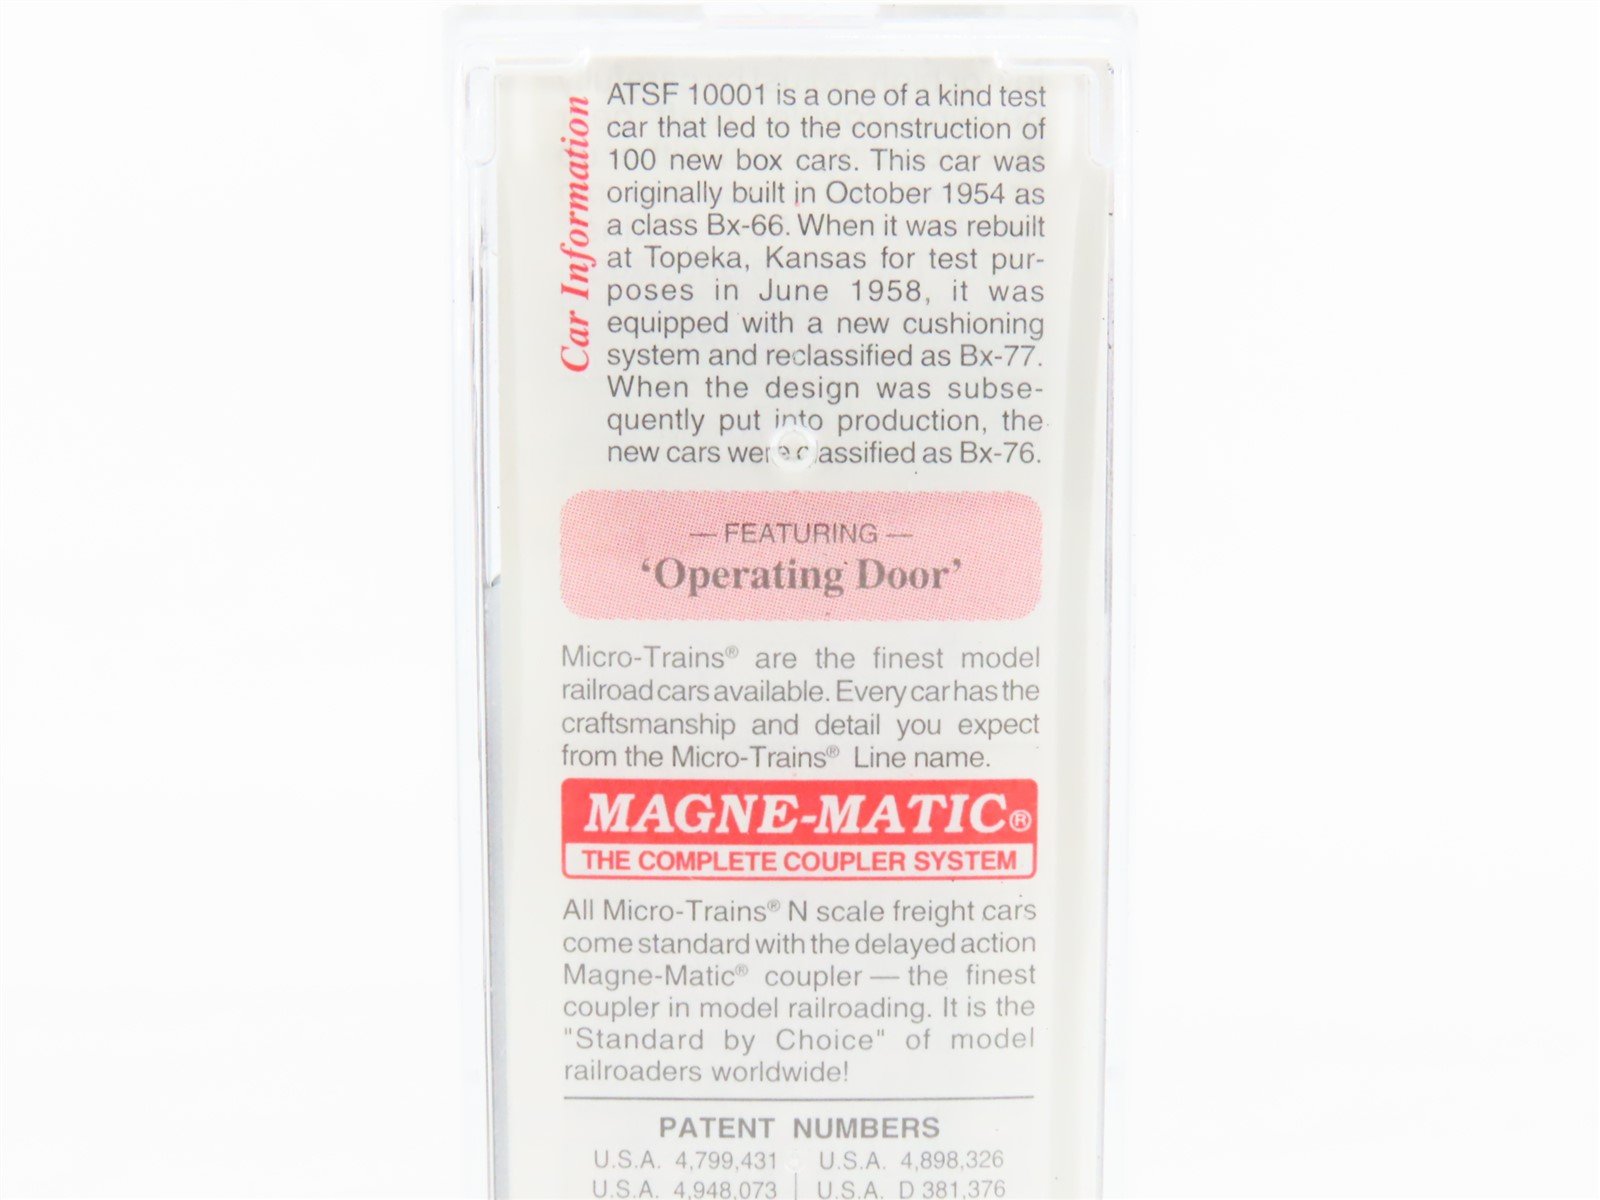 Car Information
ATSF 10001 is a one of a kind test
car that led to the construction of
100 new box cars. This car was
originally built in October 1954 as
a class Bx-66. When it was rebuilt
at Topeka, Kansas for test pur-
poses in June 1958, it was
equipped with a new cushioning
system and reclassified as Bx-77.
When the design was subse-
quently put into production, the
new cars were classified as Bx-76.
— FEATURING —
‘Operating Door’
Micro-Trains® are the finest model
railroad cars available. Every car has the
craftsmanship and detail you expect
from the Micro-Trains® Line name.
MAGNE-MATIC®
THE COMPLETE COUPLER SYSTEM
All Micro-Trains® N scale freight cars
come standard with the delayed action
Magne-Matic® coupler — the finest
coupler in model railroading. It is the
"Standard by Choice" of model
railroaders worldwide!
PATENT NUMBERS
U.S.A. 4,799,431 U.S.A. 4,898,326
U.S.A. 4,948,073 | U.S.A. D 381,376